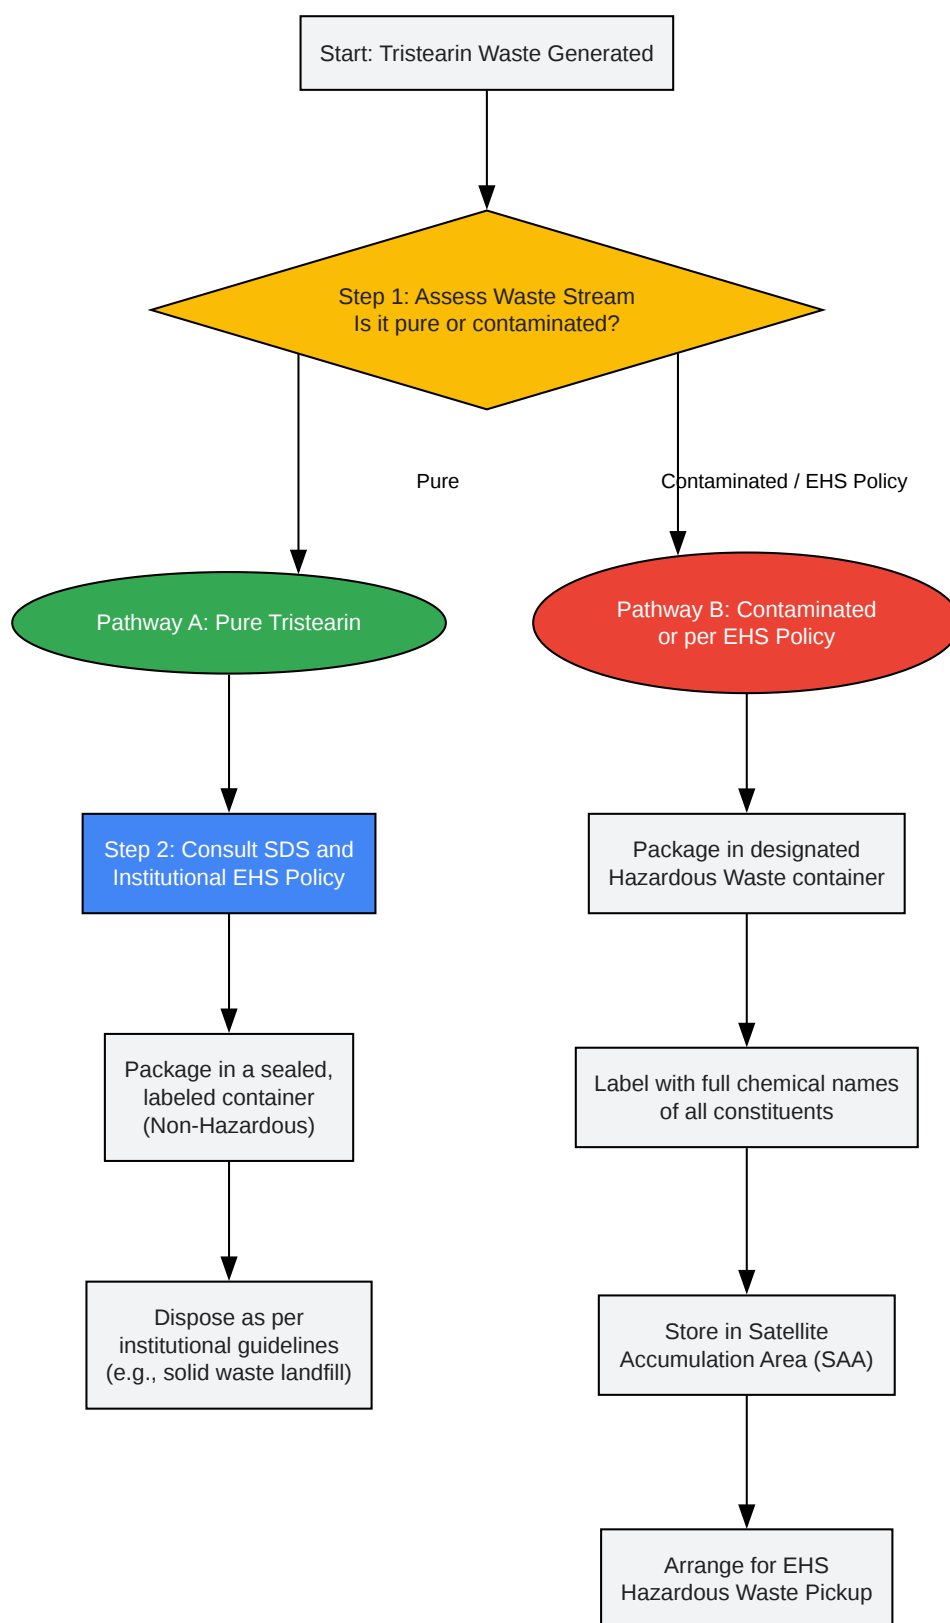 Start: Tristearin Waste Generated
Step 1: Assess Waste Stream
Is it pure or contaminated?
Pure
Contaminated / EHS Policy
Pathway A: Pure Tristearin
Pathway B: Contaminated
or per EHS Policy
Step 2: Consult SDS and
Institutional EHS Policy
Package in designated
Hazardous Waste container
Package in a sealed,
labeled container
(Non-Hazardous)
Label with full chemical names
of all constituents
Dispose as per
institutional guidelines
(e.g., solid waste landfill)
Store in Satellite
Accumulation Area (SAA)
Arrange for EHS
Hazardous Waste Pickup